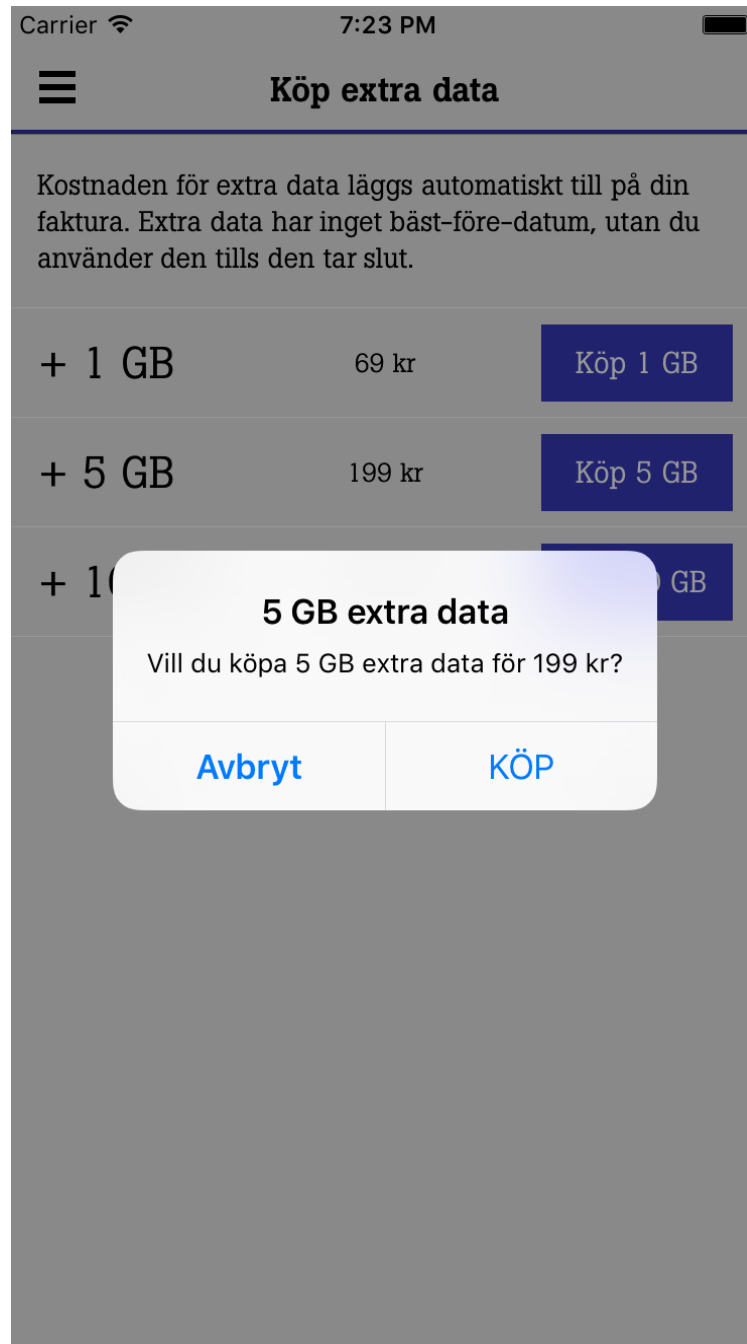 Carrier 7:23 PM
Köp extra data
Kostnaden för extra data läggs automatiskt till på din
faktura. Extra data har inget bäst-före-datum, utan du
använder den tills den tar slut.
+ 1 GB 69 kr Köp 1 GB
+ 5 GB 199 kr Köp 5 GB
+ GB
5 GB extra data
Vill du köpa 5 GB extra data för 199 kr?
Avbryt KÖP